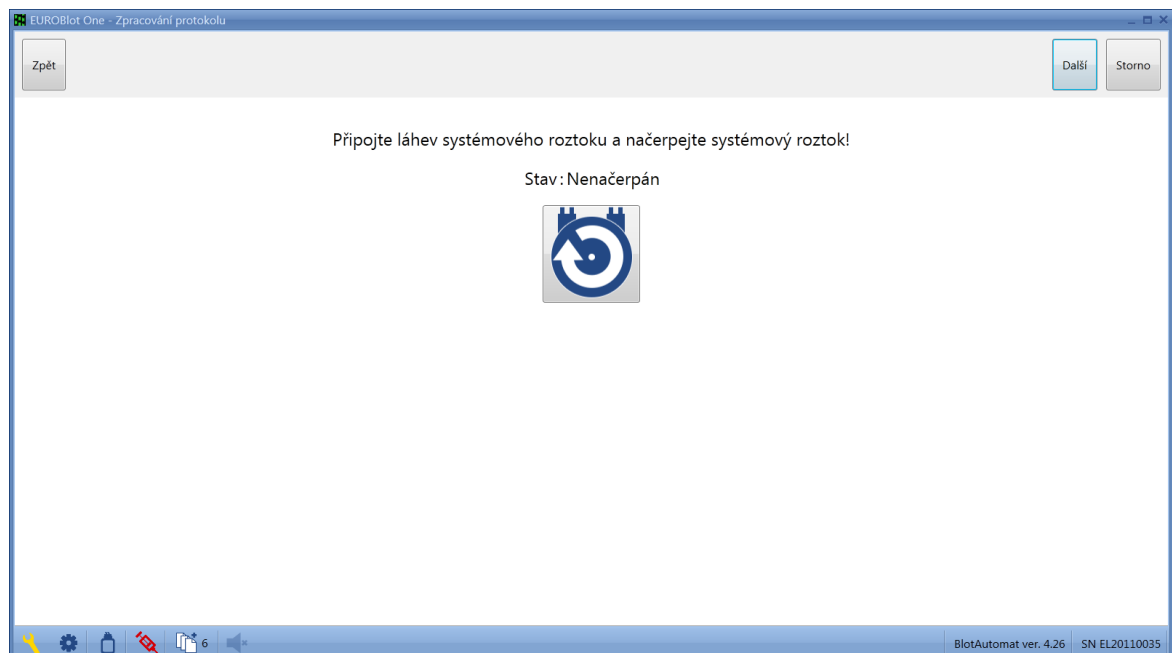 EUROBlot One - Zpracování protokolu
Zpět
Další
Storno
Připojte láhev systémového roztoku a načerpejte systémový roztok!
Stav : Nenačerpán
6
BlotAutomat ver. 4.26
SN EL20110035